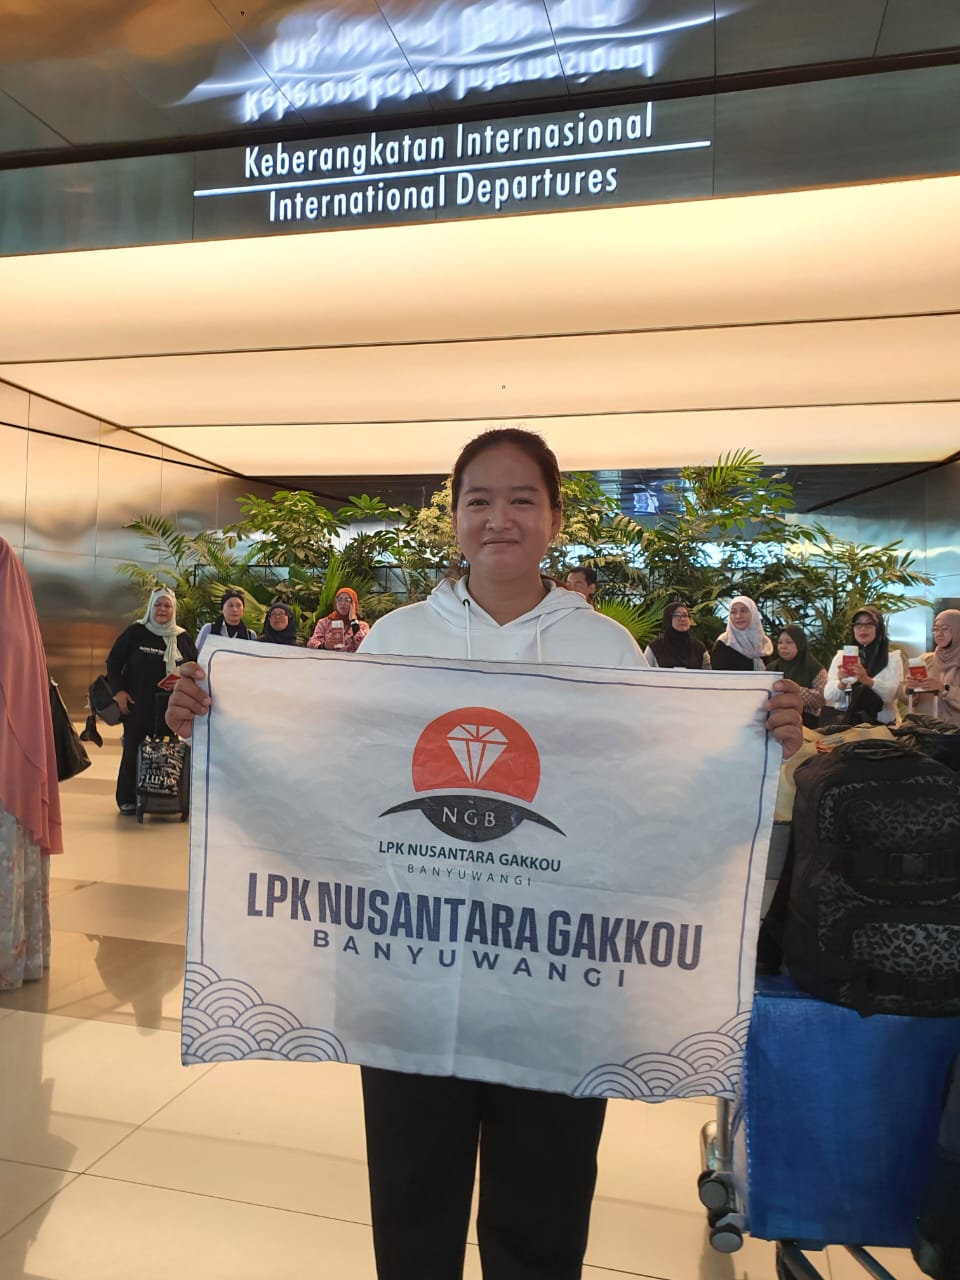 Keberangkatan Internasional
International Departures
NGB
LPK NUSANTARA GAKKOU
BANYUWANGI
LPK NUSANTARA GAKKOU
BANYUWANGI